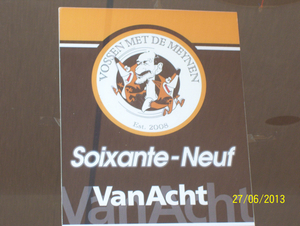 VOSSEN MET DE MEYNEN
Est. 2008
Soixante-Neuf
VanAcht
VanAcht
27/06/2013